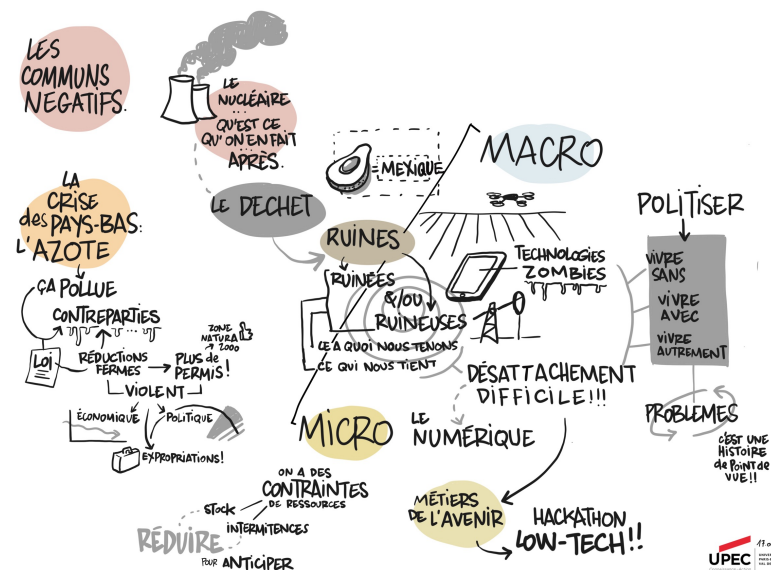 LES
COMMUNS
NEGATIFS.
LE
NUCLÉAIRE
...
QU'EST CE
QU'ON EN FAIT
APRÈS.
LE DECHET
= MEXIQUE
MACRO
RUINES
RUINÉES
&/OU
RUINEUSES
CE A QUOI NOUS TENONS
CE QUI NOUS TIENT
MICRO
TECHNOLOGIES
ZOMBIES
DÉSATTACHEMENT
DIFFICILE!!!
LE
NUMÉRIQUE
MÉTIERS
DE L'AVENIR
HACKATHON
LOW-TECH!!
POLITISER
VIVRE
SANS
VIVRE
AVEC
VIVRE
AUTREMENT
PROBLEMES
C'EST UNE
HISTOIRE
de Point de
VUE!!
LA
CRISE
des PAYS-BAS:
L'AZOTE
ÇA POLLUE
CONTREPARTIES
LOI
RÉDUCTIONS
FERMES
PLUS de
PERMIS!
ZONE
NATURA
2000
VIOLENT
ÉCONOMIQUE
POLITIQUE
EXPROPRIATIONS!
ON A DES
CONTRAINTES
DE RESSOURCES
STOCK
INTERMITENCES
RÉDUIRE
POUR ANTICIPER
UPEC